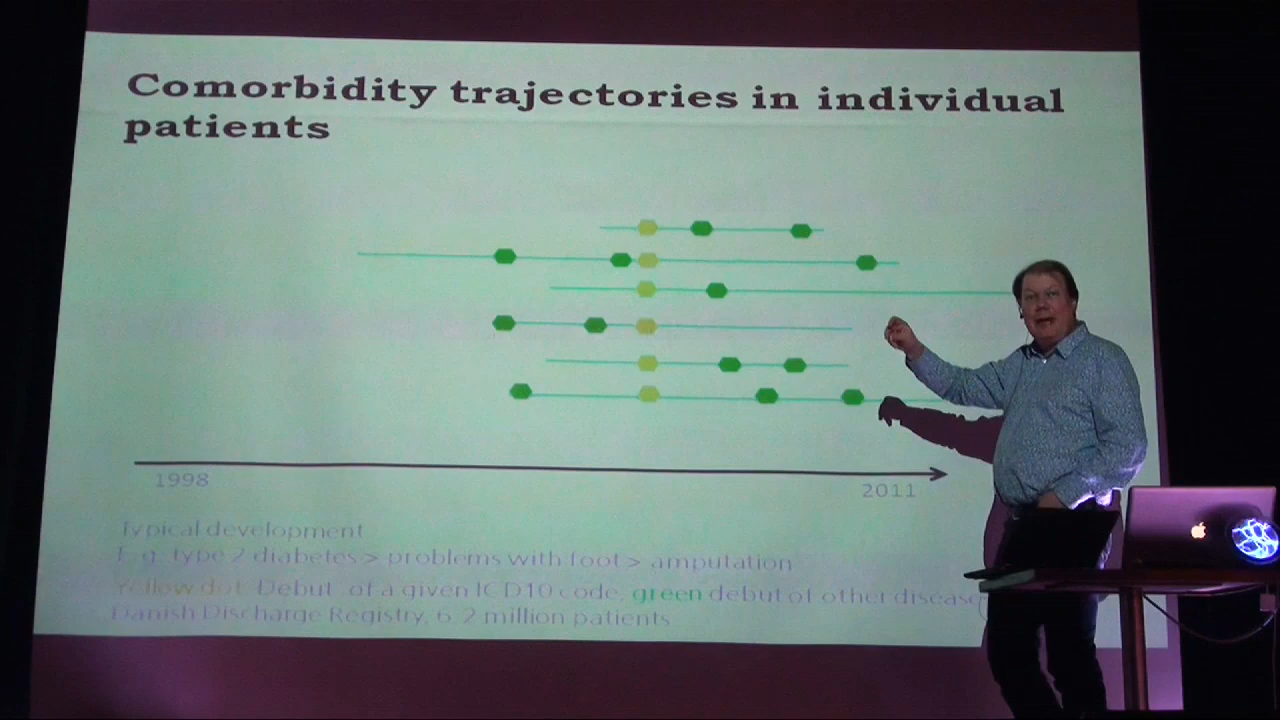 Comorbidity trajectories in individual
patients
1998
2011
Typical development
E.g. type 2 diabetes > problems with foot > amputation
Yellow dot: Debut of a given ICD10 code, green debut of other disease
Danish Discharge Registry, 6.2 million patients